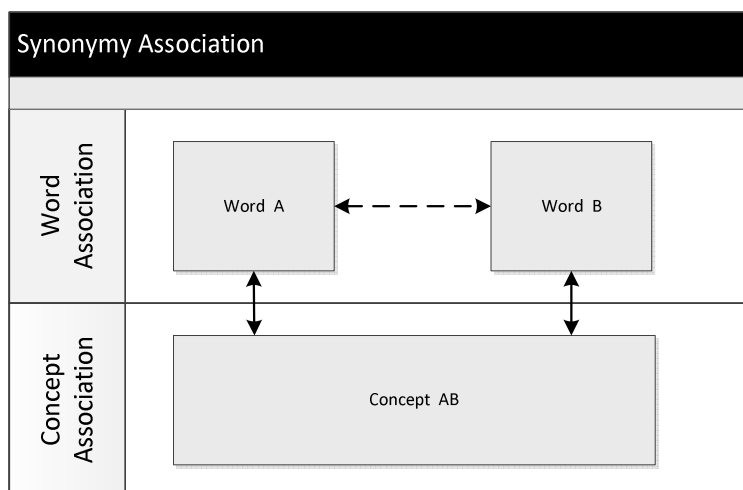 Synonymy Association
Word
Association
Word A
Word B
Concept
Association
Concept AB